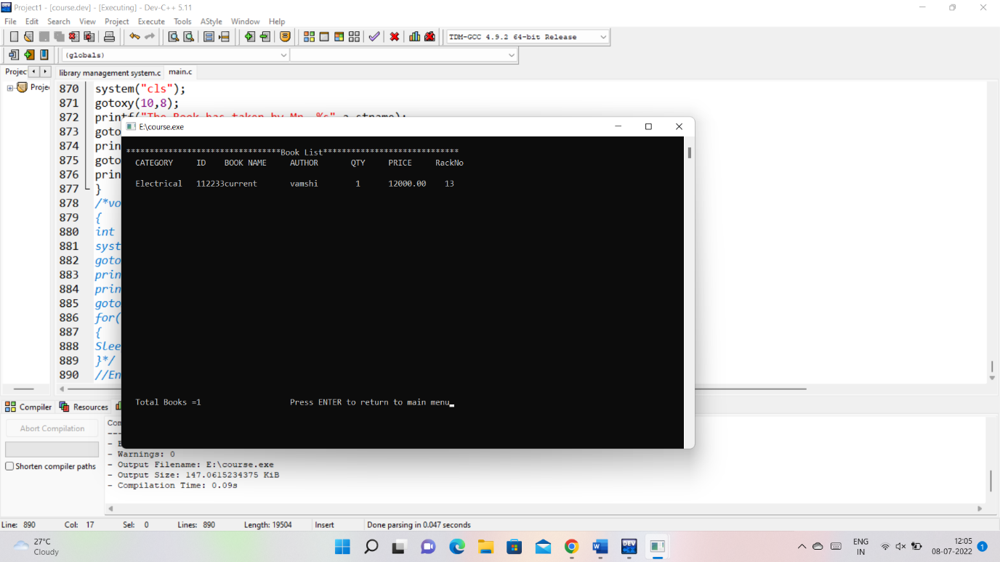 Project1 - [course.dev] - [Executing] - Dev-C++ 5.11
File Edit Search View Project Execute Tools AStyle Window Help
TDM-GCC 4.9.2 64-bit Release
(globals)
Projec library management system.c main.c
Proje
870 system("cls");
871 gotoxy(10,8);
872 printf("The Book has taken by Mr. %s",a.stname);
873 goto
874 prin
875 goto
876 prin
877 }
878 /*vo
879 {
880 int
881 syst
882 goto
883 prin
884 prin
885 goto
886 for(
887 {
888 Slee
889 }*/
890 //En
E:\course.exe
*********************************Book List*****************************
CATEGORY ID BOOK NAME AUTHOR QTY PRICE RackNo
Electrical 112233current vamshi 1 12000.00 13
Total Books =1 Press ENTER to return to main menu
Compiler Resources
Abort Compilation
Shorten compiler paths
Com
- E
- Warnings: 0
- Output Filename: E:\course.exe
- Output Size: 147.0615234375 KiB
- Compilation Time: 0.09s
Line: 890 Col: 17 Sel: 0 Lines: 890 Length: 19504 Insert Done parsing in 0.047 seconds
27°C
Cloudy
DEV
ENG
IN
12:05
08-07-2022
1